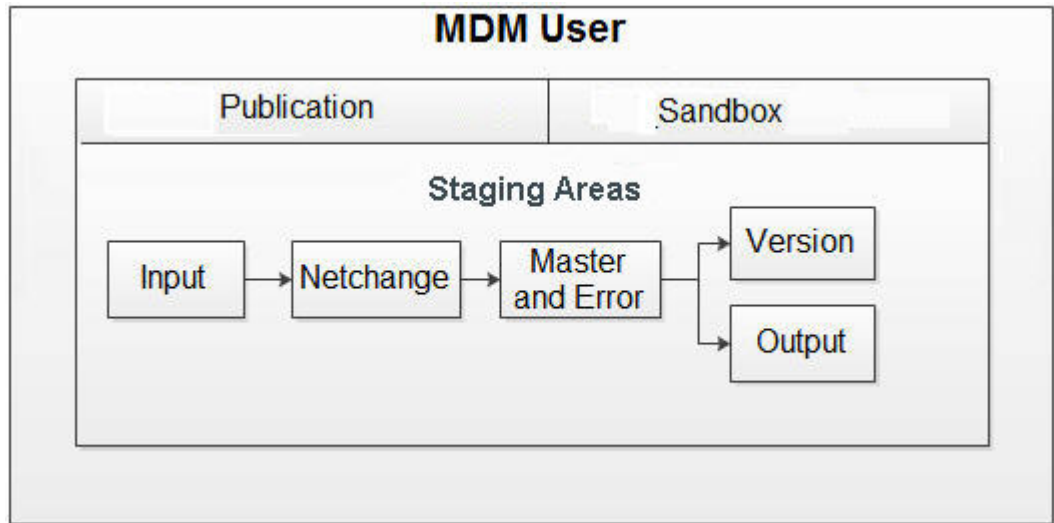 MDM User
Publication
.Sandbox
Staging Areas
Input
Netchange
Master
and Error
Version
Output